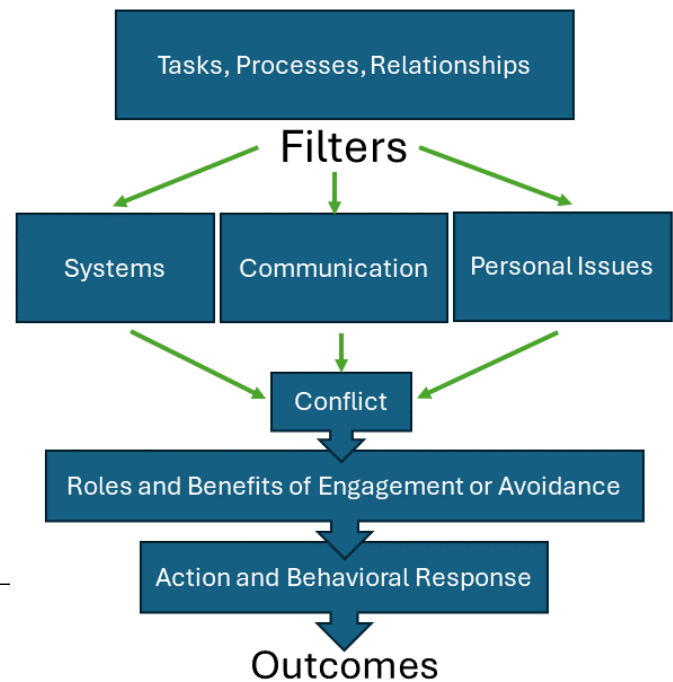 Tasks, Processes, Relationships
Filters
Systems
Communication
Personal Issues
Conflict
Roles and Benefits of Engagement or Avoidance
Action and Behavioral Response
Outcomes